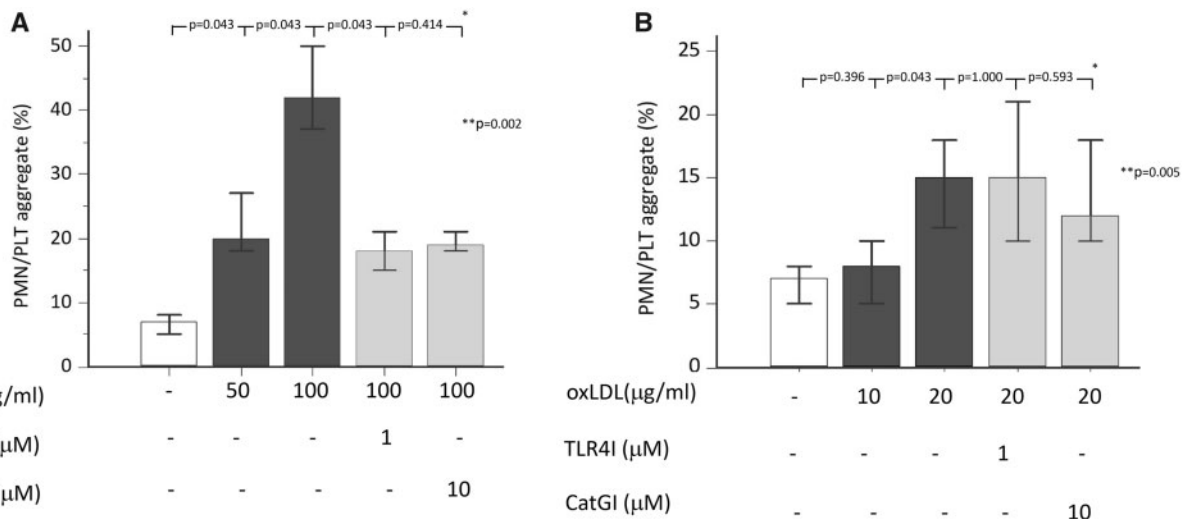 A
p=0.043 p=0.043 p=0.043 p=0.414 *
**p=0.002
PMN/PLT aggregate (%)
50
40
30
20
10
0
g/ml) - 50 100 100 100
μM) - - - 1 -
μM) - - - - 10
B
p=0.396 p=0.043 p=1.000 p=0.593 *
**p=0.005
PMN/PLT aggregate (%)
25
20
15
10
5
0
oxLDL(μg/ml) - 10 20 20 20
TLR4I (μM) - - - 1 -
CatGI (μM) - - - - 10